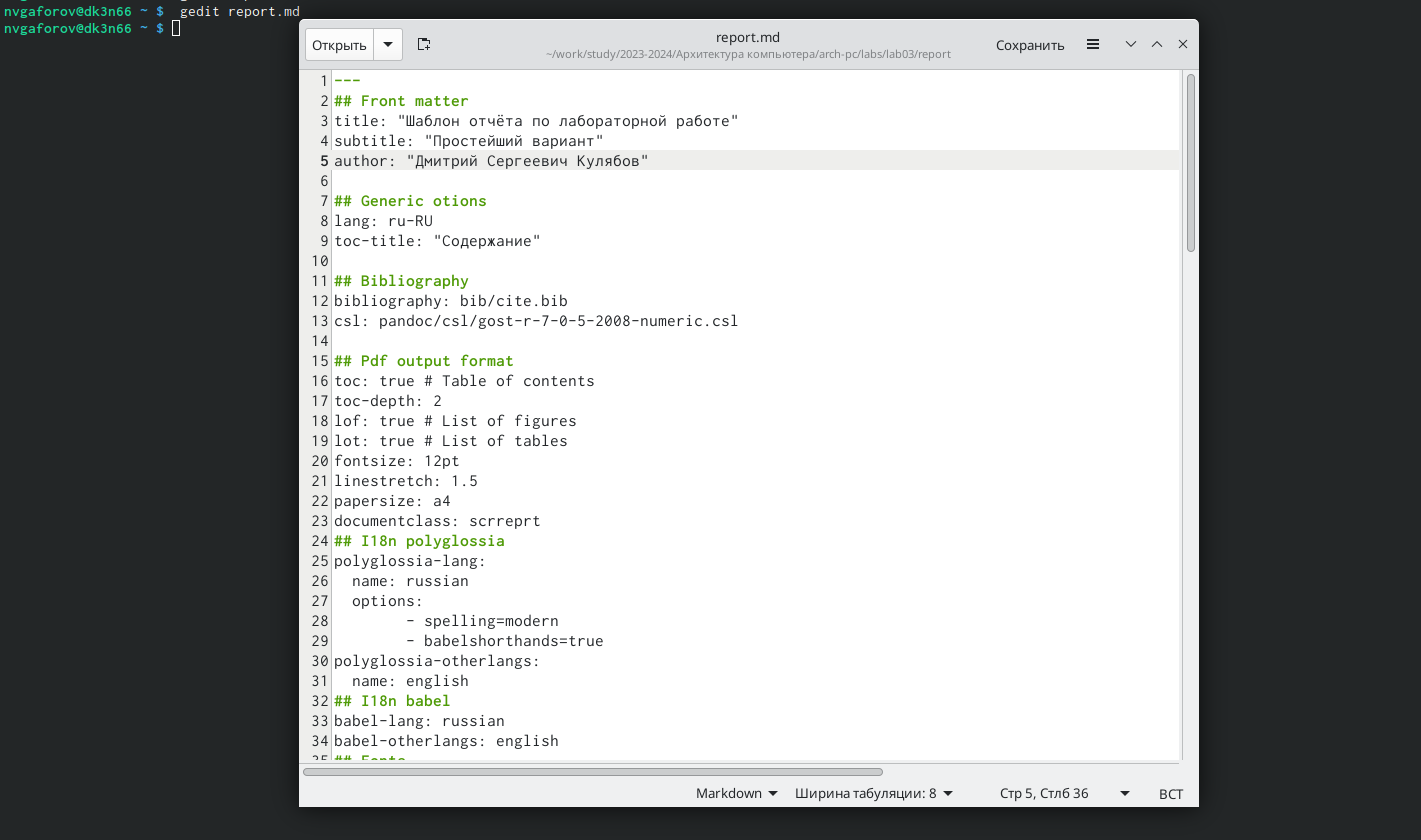 nvgaforov@dk3n66 ~ $  gedit report.md
nvgaforov@dk3n66 ~ $
Открыть
report.md
~/work/study/2023-2024/Архитектура компьютера/arch-pc/labs/lab03/report
Сохранить
1 ---
2 ## Front matter
3 title: "Шаблон отчёта по лабораторной работе"
4 subtitle: "Простейший вариант"
5 author: "Дмитрий Сергеевич Кулябов"
6
7 ## Generic otions
8 lang: ru-RU
9 toc-title: "Содержание"
10
11 ## Bibliography
12 bibliography: bib/cite.bib
13 csl: pandoc/csl/gost-r-7-0-5-2008-numeric.csl
14
15 ## Pdf output format
16 toc: true # Table of contents
17 toc-depth: 2
18 lof: true # List of figures
19 lot: true # List of tables
20 fontsize: 12pt
21 linestretch: 1.5
22 papersize: a4
23 documentclass: scrreprt
24 ## I18n polyglossia
25 polyglossia-lang:
26   name: russian
27   options:
28         - spelling=modern
29         - babelshorthands=true
30 polyglossia-otherlangs:
31   name: english
32 ## I18n babel
33 babel-lang: russian
34 babel-otherlangs: english
35 ## Fonts
Markdown
Ширина табуляции: 8
Стр 5, Стлб 36
ВСТ